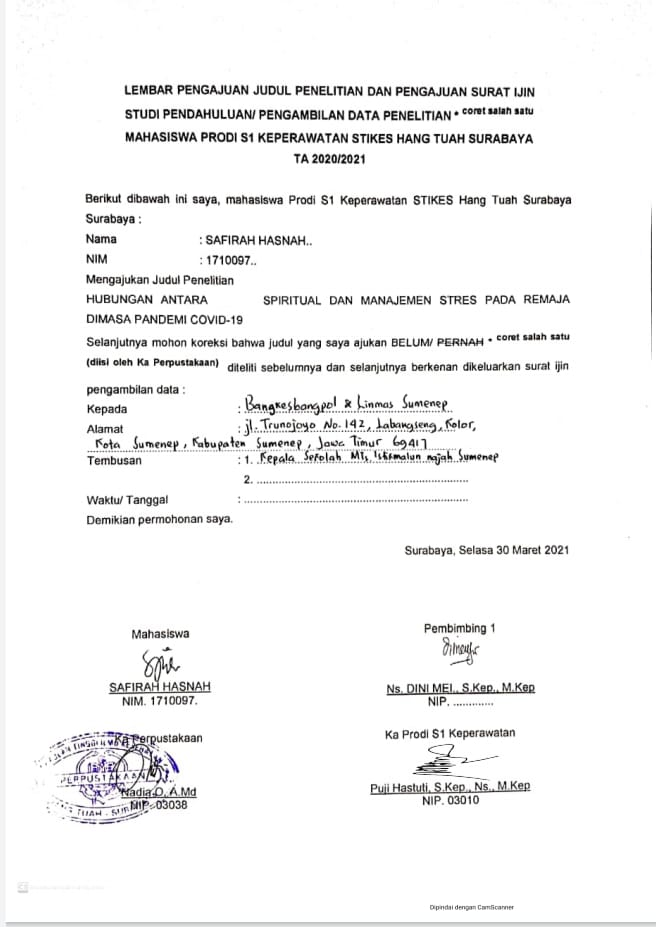 LEMBAR PENGAJUAN JUDUL PENELITIAN DAN PENGAJUAN SURAT IJIN
STUDI PENDAHULUAN/ PENGAMBILAN DATA PENELITIAN * coret salah satu
MAHASISWA PRODI S1 KEPERAWATAN STIKES HANG TUAH SURABAYA
TA 2020/2021
Berikut dibawah ini saya, mahasiswa Prodi S1 Keperawatan STIKES Hang Tuah Surabaya
Surabaya :
Nama : SAFIRAH HASNAH..
NIM : 1710097..
Mengajukan Judul Penelitian
HUBUNGAN ANTARA SPIRITUAL DAN MANAJEMEN STRES PADA REMAJA
DIMASA PANDEMI COVID-19
Selanjutnya mohon koreksi bahwa judul yang saya ajukan BELUM/ PERNAH * coret salah satu
(diisi oleh Ka Perpustakaan) diteliti sebelumnya dan selanjutnya berkenan dikeluarkan surat ijin
pengambilan data :
Kepada : Bangkesbangpol & Linmas Sumenep
Alamat : jl. Trunojoyo No. 142, Labangseng, Kolor,
Kota Sumenep, Kabupaten Sumenep, Jawa Timur 69417
Tembusan : 1. Kepala Sekolah MTs najah Sumenep
2. ....................
Waktu/ Tanggal : ....................
Demikian permohonan saya.
Surabaya, Selasa 30 Maret 2021
Mahasiswa
SAFIRAH HASNAH
NIM. 1710097.
Pembimbing 1
Ns. DINI MEI., S.Kep., M.Kep
NIP. .............
Ka Perpustakaan
PERPUSTAKAAN
TUAH - SUR
Nadia O, A.Md
NIP. 03038
Ka Prodi S1 Keperawatan
Puji Hastuti, S.Kep., Ns., M.Kep
NIP. 03010
Dipindai dengan CamScanner